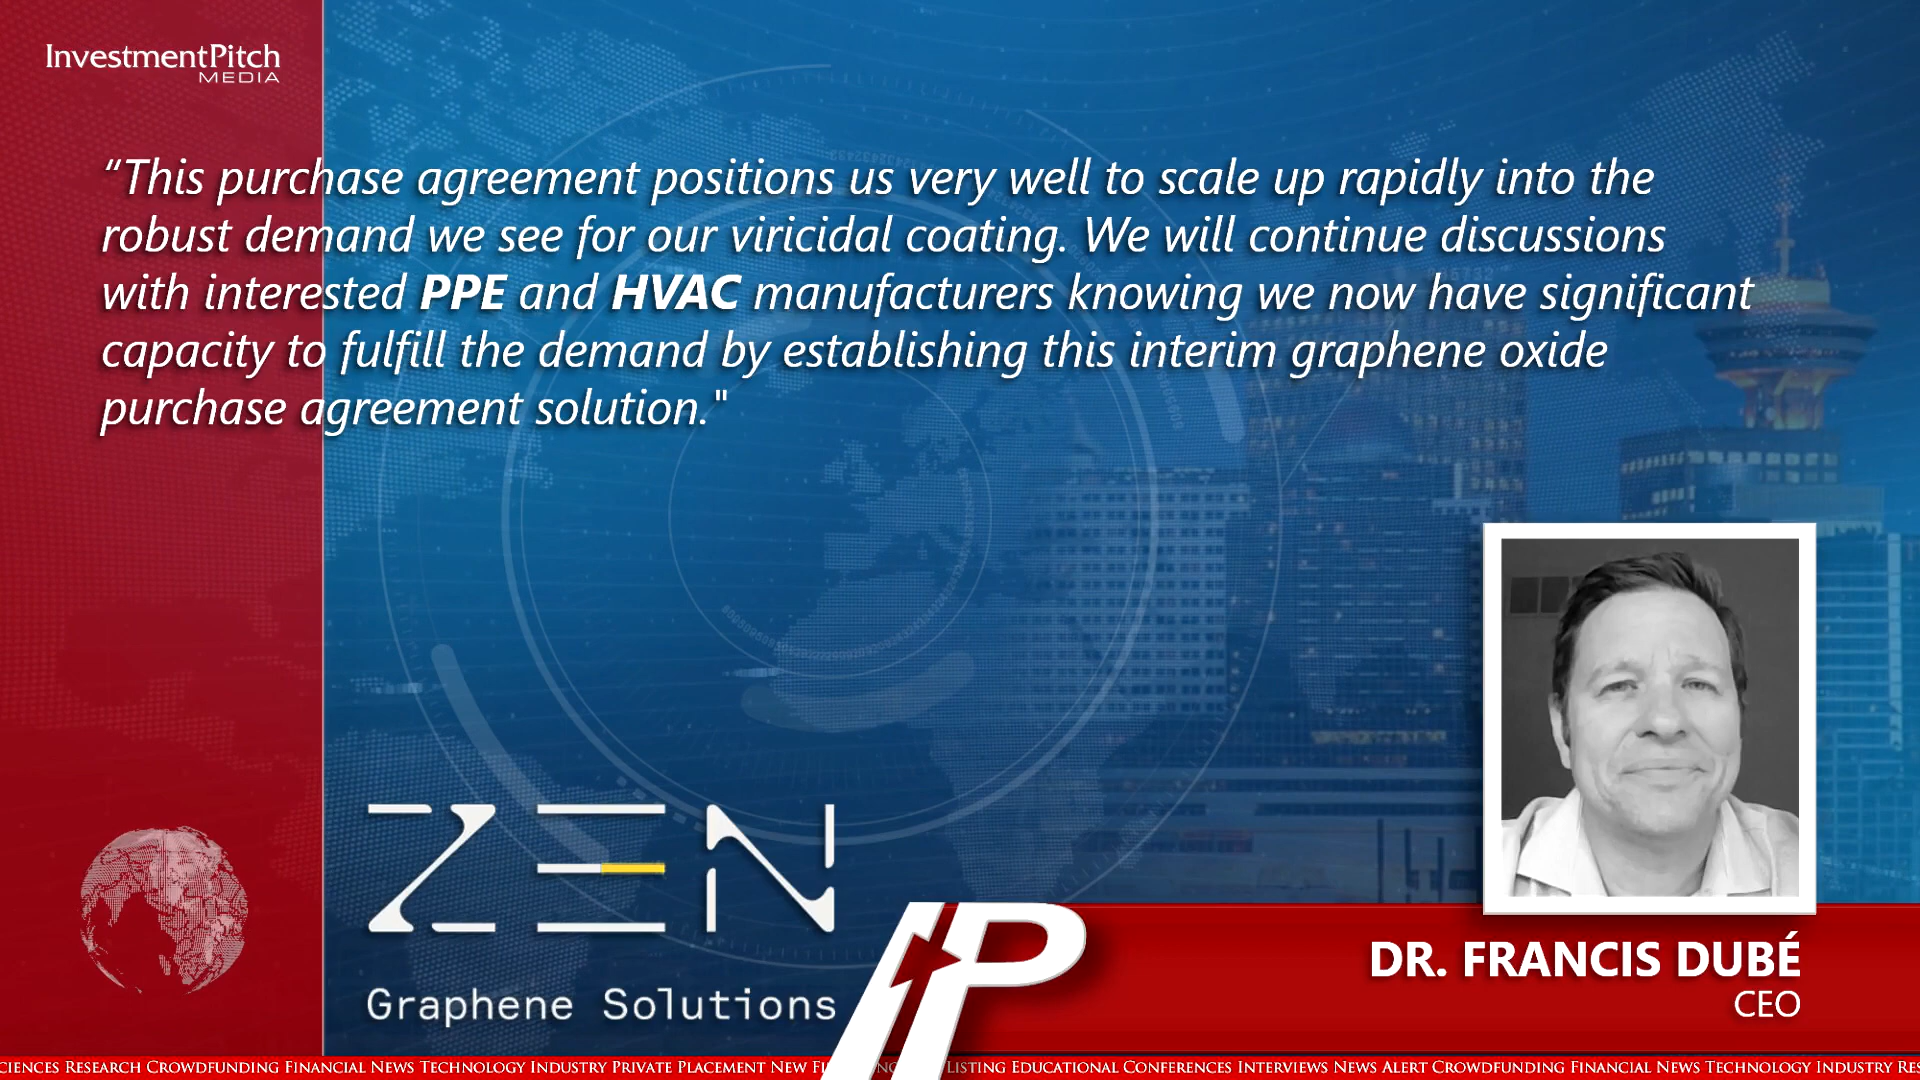 InvestmentPitch
MEDIA
“This purchase agreement positions us very well to scale up rapidly into the
robust demand we see for our viricidal coating. We will continue discussions
with interested PPE and HVAC manufacturers knowing we now have significant
capacity to fulfill the demand by establishing this interim graphene oxide
purchase agreement solution."
ZEN
Graphene Solutions
IP
DR. FRANCIS DUBÉ
CEO
RESEARCH CROWDFUNDING FINANCIAL NEWS TECHNOLOGY INDUSTRY PRIVATE PLACEMENT NEW LISTING EDUCATIONAL CONFERENCES INTERVIEWS NEWS ALERT CROWDFUNDING FINANCIAL NEWS TECHNOLOGY INDUSTRY